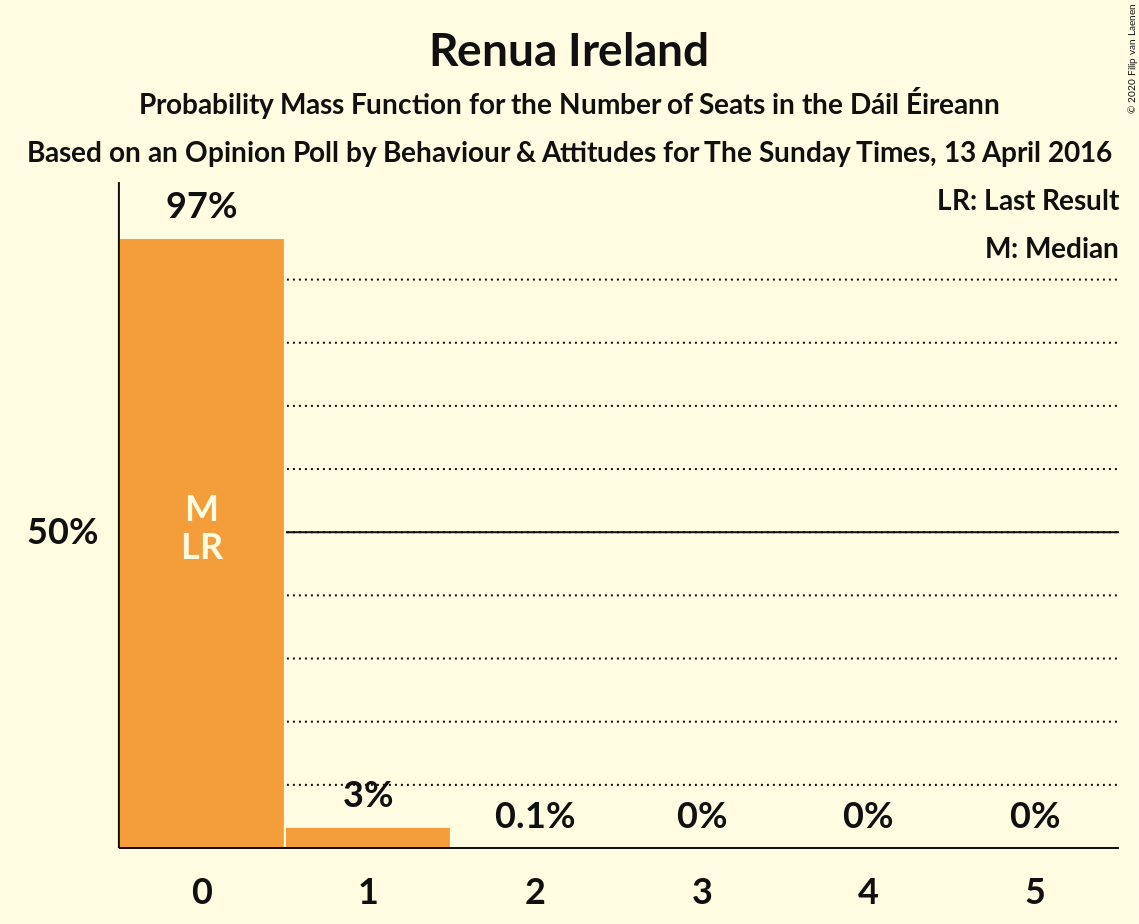 Renua Ireland
Probability Mass Function for the Number of Seats in the Dáil Éireann
Based on an Opinion Poll by Behaviour & Attitudes for The Sunday Times, 13 April 2016
© 2020 Filip van Laenen
LR: Last Result
M: Median
97%
M
LR
50%
3%
0.1%
0%
0%
0%
0
1
2
3
4
5